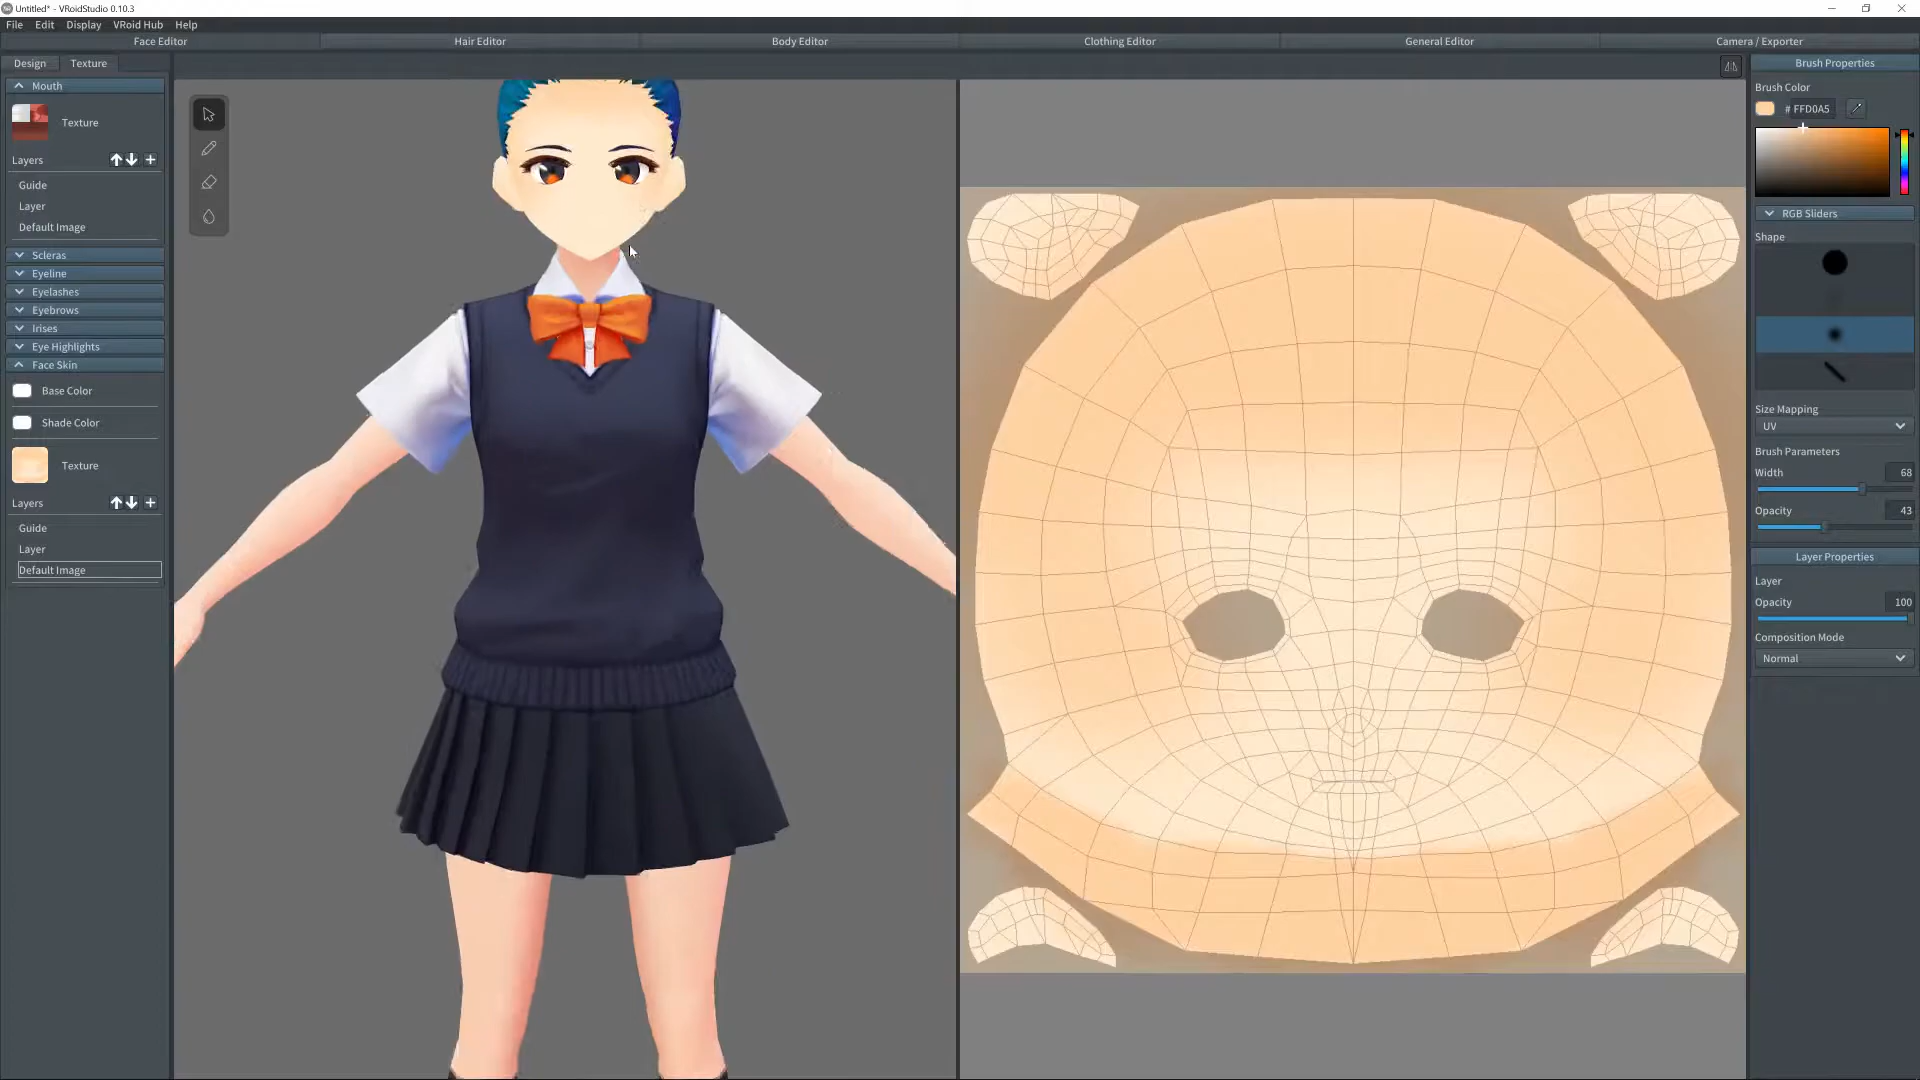 Untitled* - VRoidStudio 0.10.3
File Edit Display VRoid Hub Help
Face Editor Hair Editor Body Editor Clothing Editor General Editor Camera / Exporter
Design Texture
Mouth
Texture
Layers
Guide
Layer
Default Image
Scleras
Eyeline
Eyelashes
Eyebrows
Irises
Eye Highlights
Face Skin
Base Color
Shade Color
Texture
Layers
Guide
Layer
Default Image
Brush Properties
Brush Color
# FFD0A5
RGB Sliders
Shape
Size Mapping
UV
Brush Parameters
Width 68
Opacity 43
Layer Properties
Layer
Opacity 100
Composition Mode
Normal